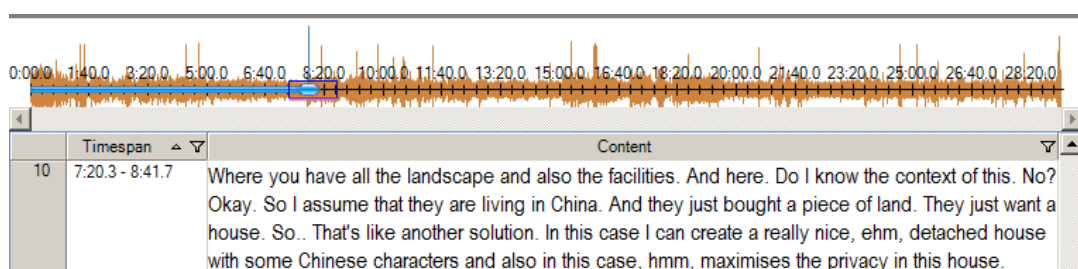 0:00.0 1:40.0 3:20.0 5:00.0 6:40.0 8:20.0 10:00.0 11:40.0 13:20.0 15:00.0 16:40.0 18:20.0 20:00.0 21:40.0 23:20.0 25:00.0 26:40.0 28:20.0
Timespan Content
10 7:20.3 - 8:41.7 Where you have all the landscape and also the facilities. And here. Do I know the context of this. No?
Okay. So I assume that they are living in China. And they just bought a piece of land. They just want a
house. So.. That's like another solution. In this case I can create a really nice, ehm, detached house
with some Chinese characters and also in this case, hmm, maximises the privacy in this house.